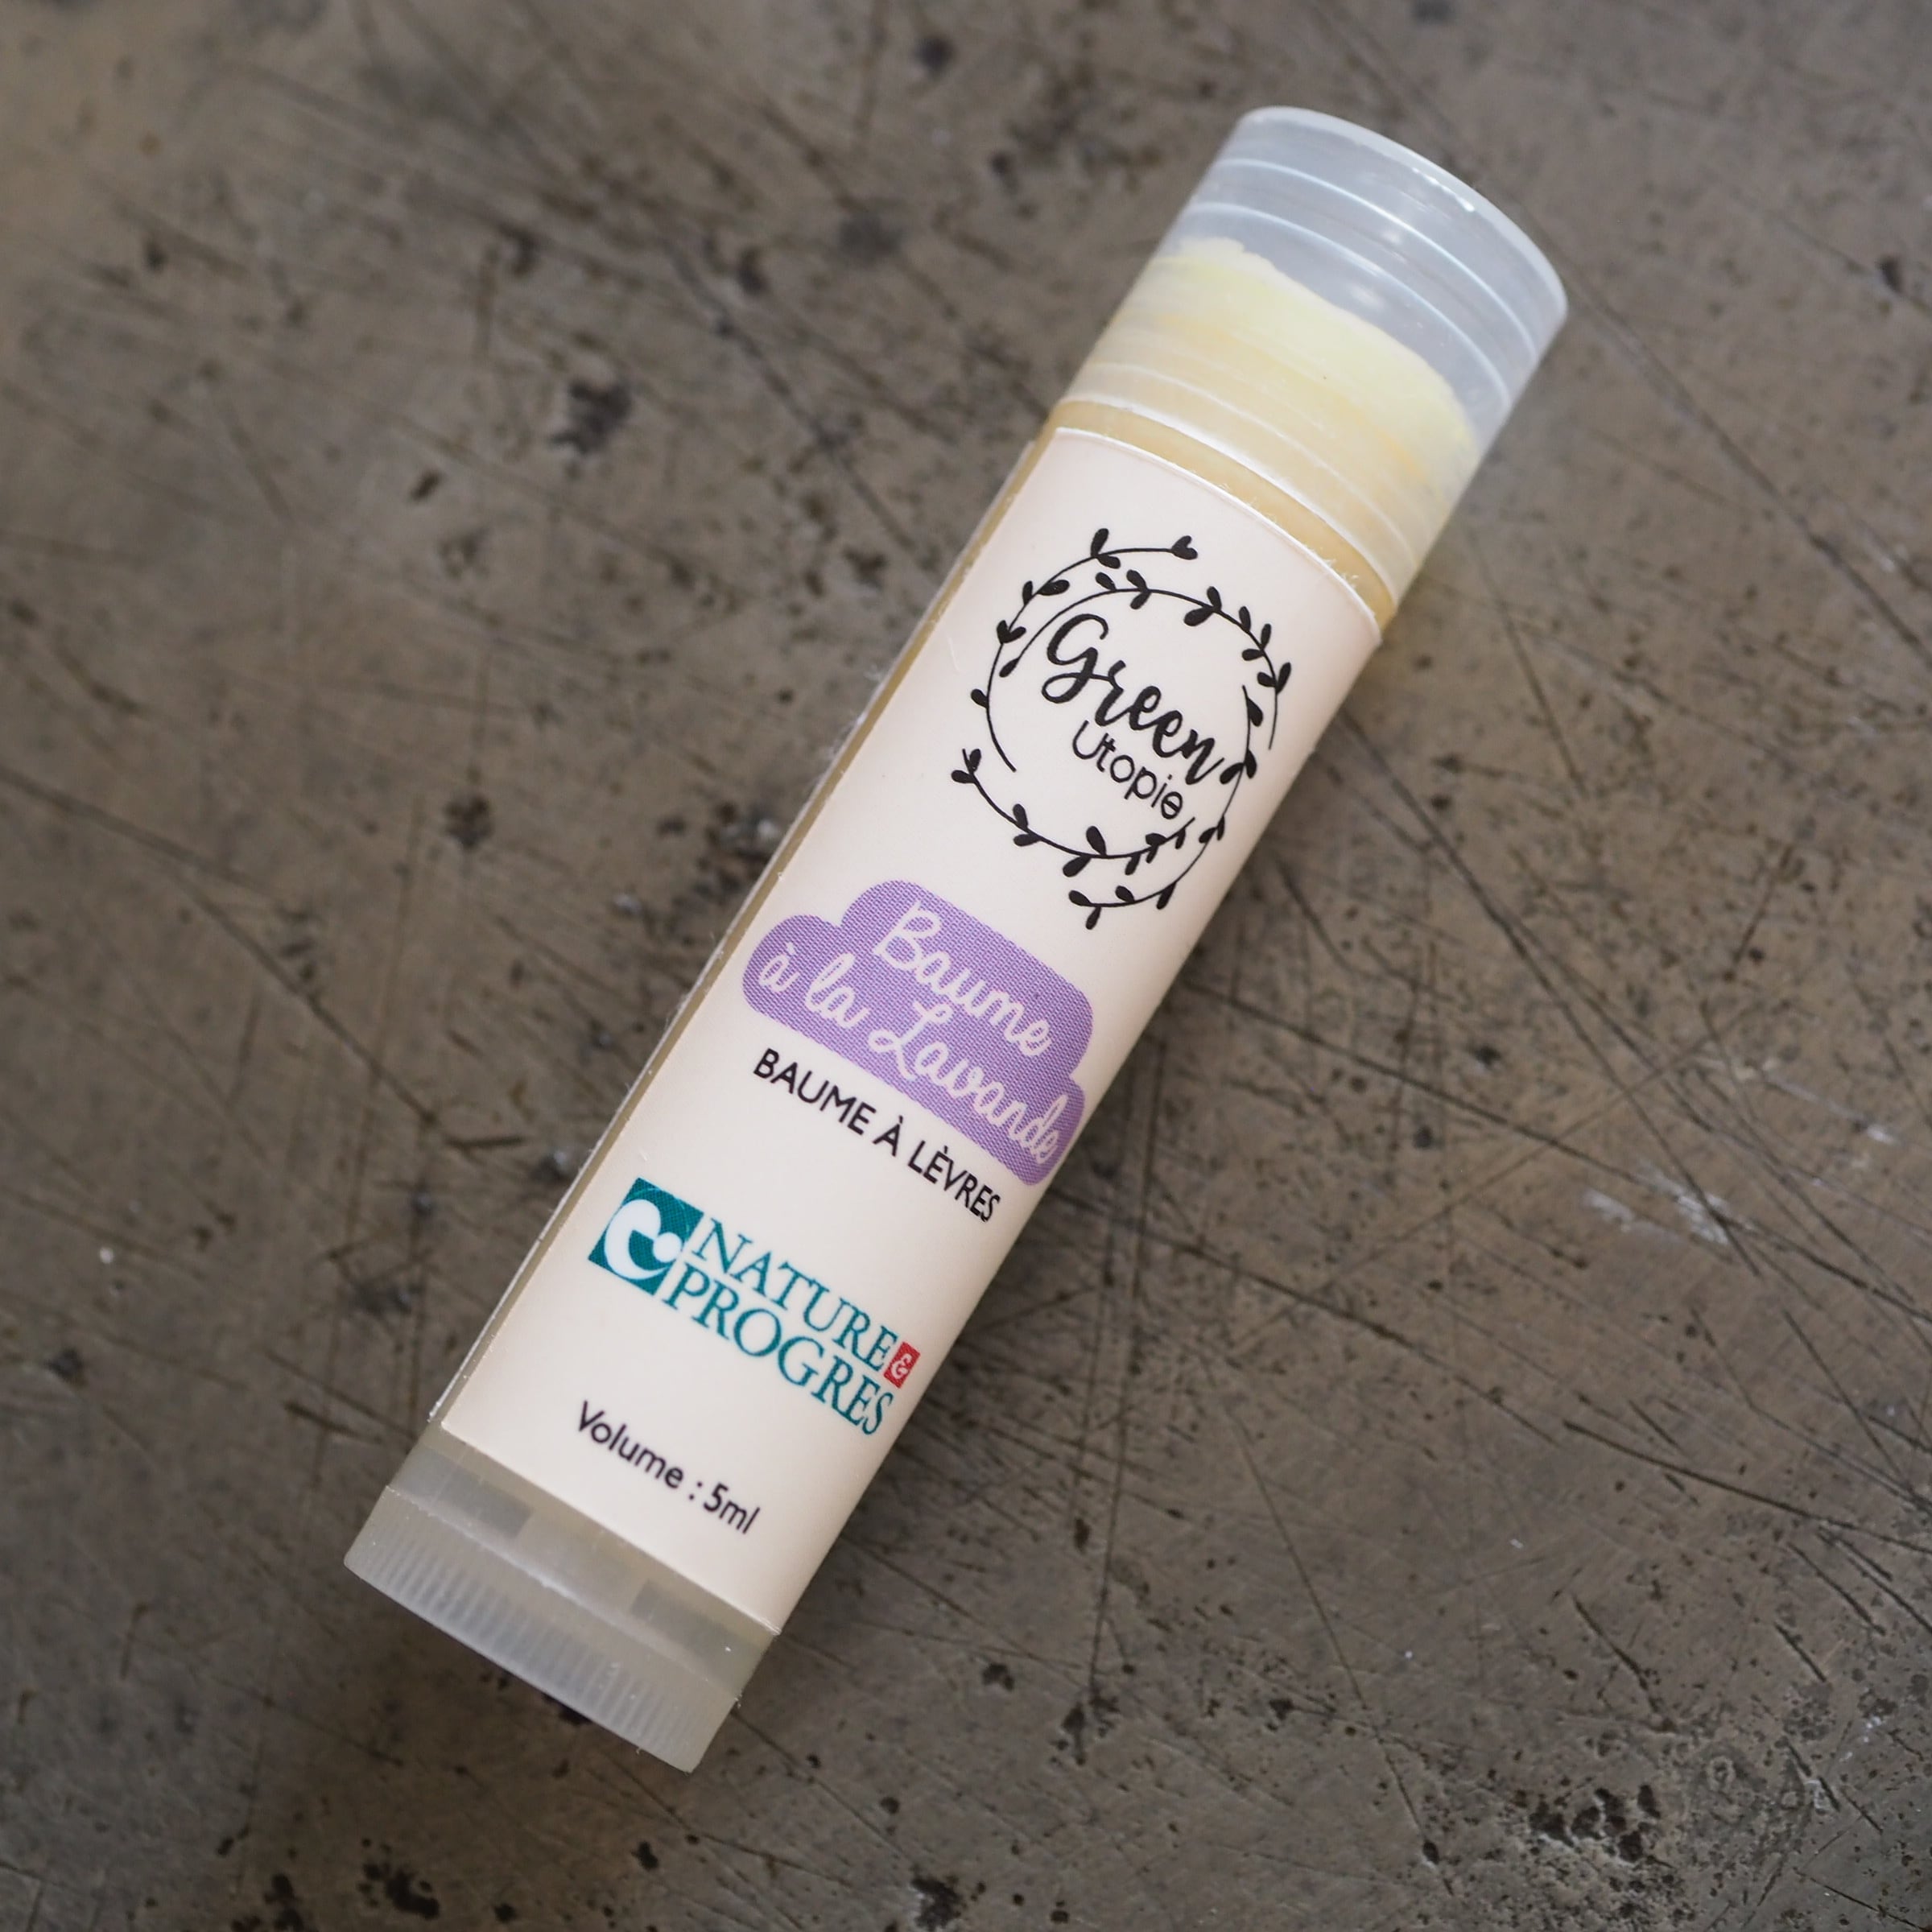 Green
Utopie
Baume
à la Lavande
BAUME À LÈVRES
NATURE &
PROGRES
Volume : 5ml